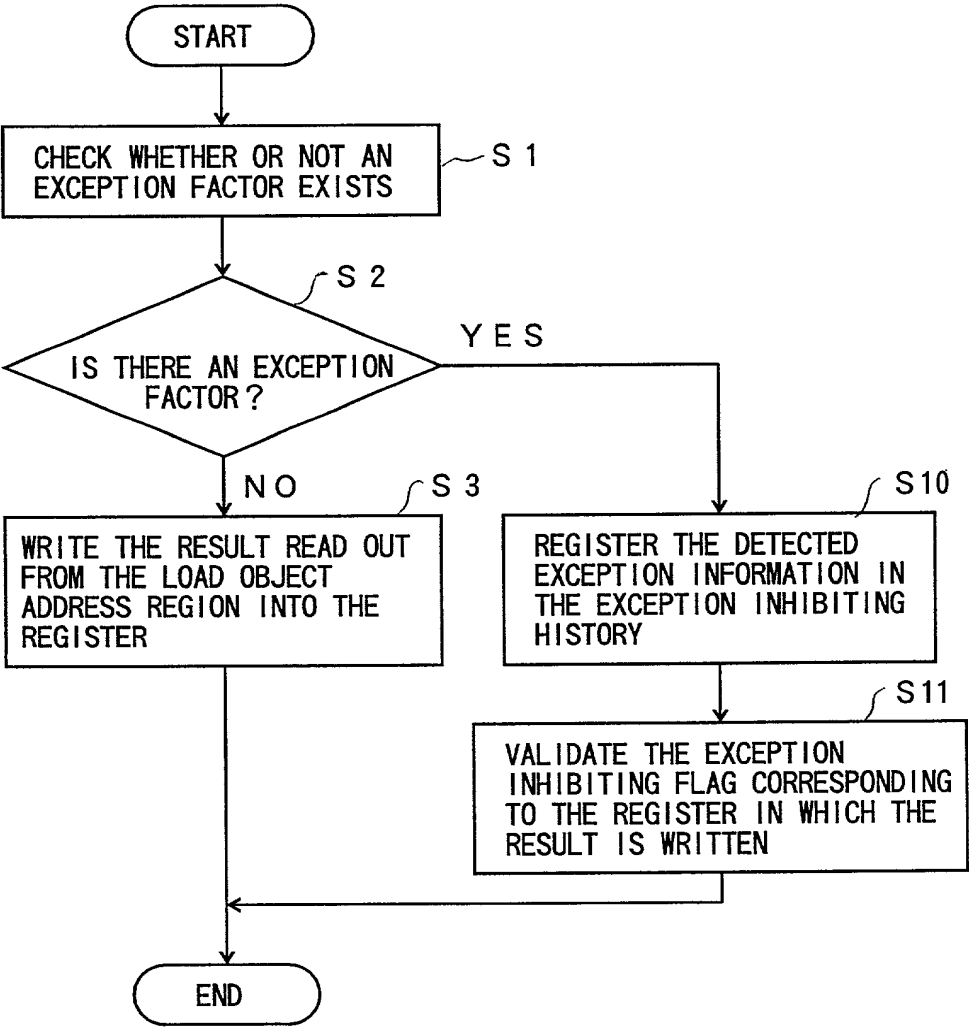 START
CHECK WHETHER OR NOT AN
EXCEPTION FACTOR EXISTS
S1
S2
IS THERE AN EXCEPTION
FACTOR?
YES
NO
S3
WRITE THE RESULT READ OUT
FROM THE LOAD OBJECT
ADDRESS REGION INTO THE
REGISTER
S10
REGISTER THE DETECTED
EXCEPTION INFORMATION IN
THE EXCEPTION INHIBITING
HISTORY
S11
VALIDATE THE EXCEPTION
INHIBITING FLAG CORRESPONDING
TO THE REGISTER IN WHICH THE
RESULT IS WRITTEN
END